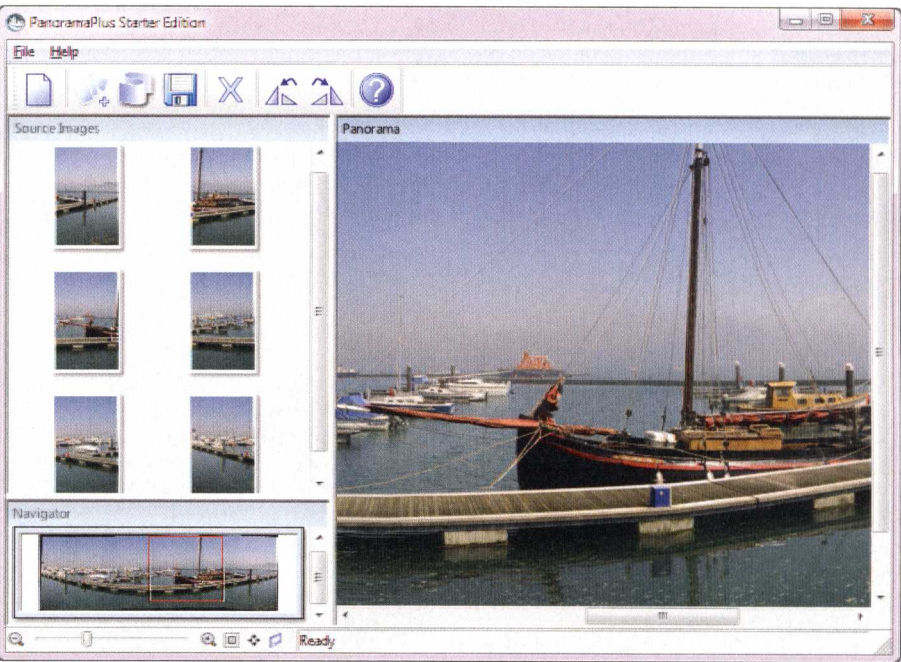 PanoramaPlus Starter Edition
File Help
Source Images
Panorama
Navigator
Ready